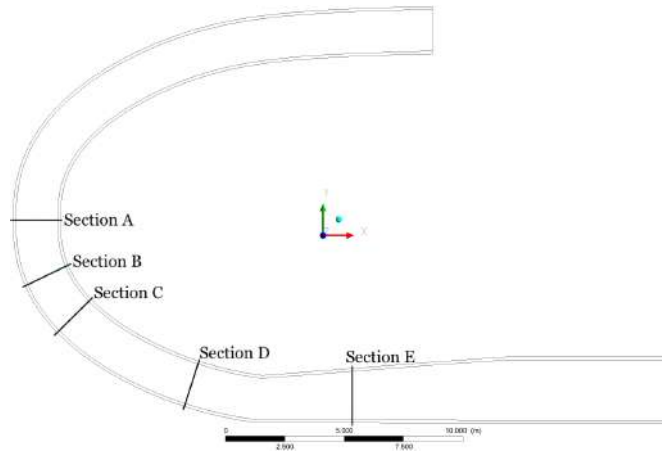 Y
X
Section A
Section B
Section C
Section D
Section E
0 5.000 10.000 (m)
2.500 7.500